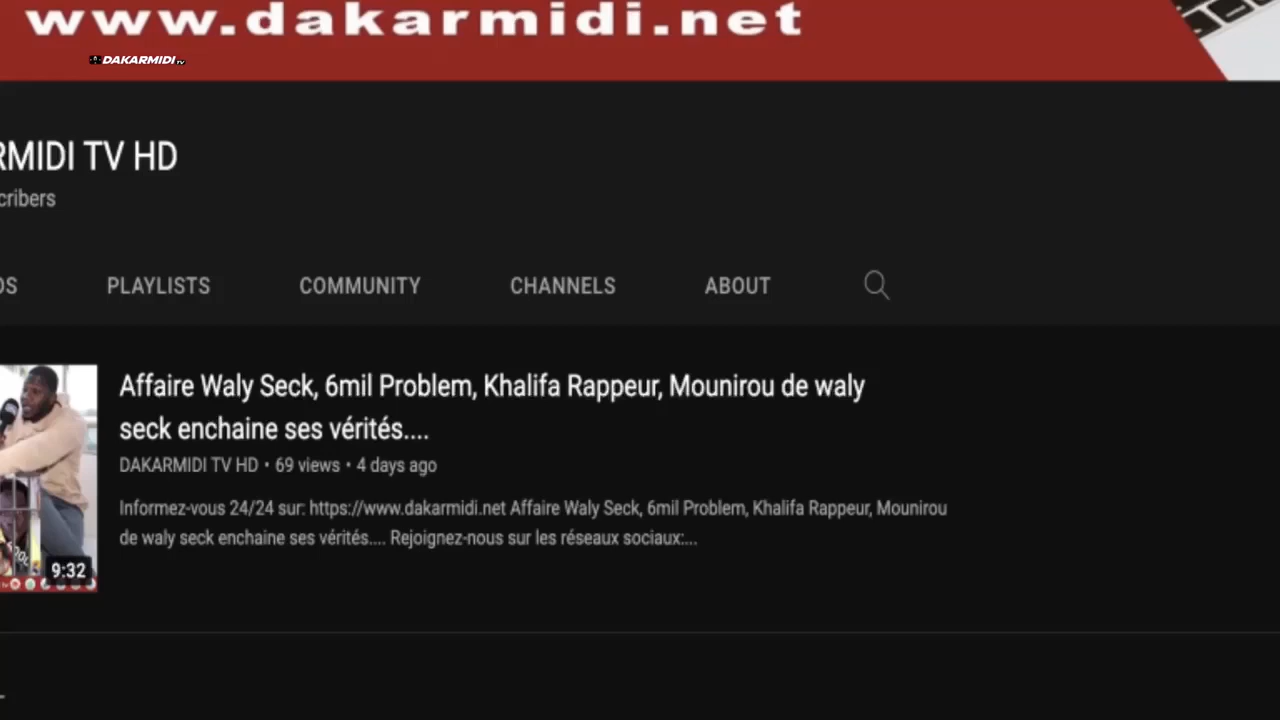 www.dakarmidi.net
DAKARMIDI TV
RMIDI TV HD
cribers
OS
PLAYLISTS
COMMUNITY
CHANNELS
ABOUT
Affaire Waly Seck, 6mil Problem, Khalifa Rappeur, Mounirou de waly
seck enchaine ses vérités....
DAKARMIDI TV HD • 69 views • 4 days ago
Informez-vous 24/24 sur: https://www.dakarmidi.net Affaire Waly Seck, 6mil Problem, Khalifa Rappeur, Mounirou
de waly seck enchaine ses vérités.... Rejoignez-nous sur les réseaux sociaux:...
9:32